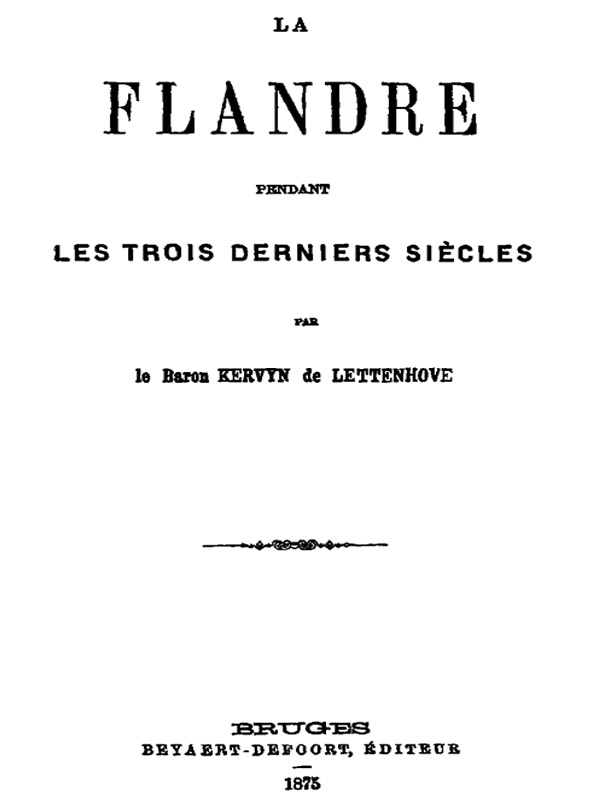 LA
FLANDRE
PENDANT
LES TROIS DERNIERS SIÈCLES
PAR
le Baron KERVYN de LETTENHOVE
BRUGES
BEYAERT-DEFOORT, ÉDITEUR
1875